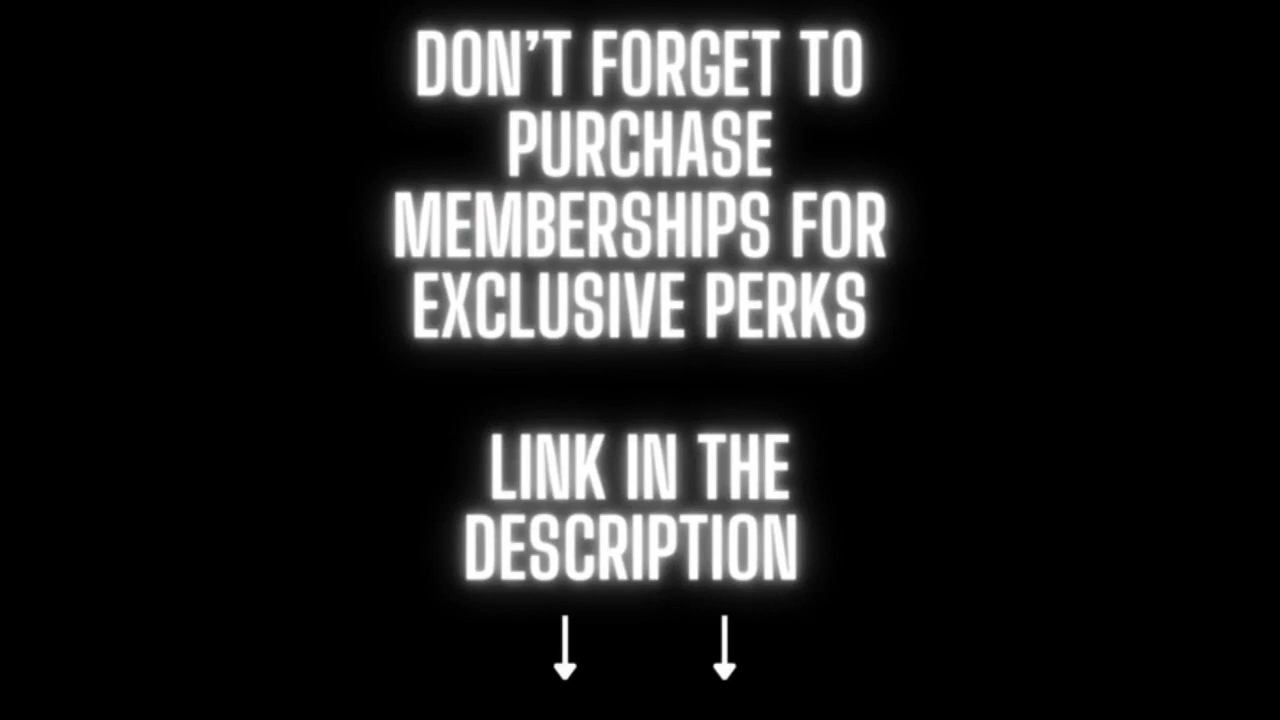 DON’T FORGET TO
PURCHASE
MEMBERSHIPS FOR
EXCLUSIVE PERKS
LINK IN THE
DESCRIPTION